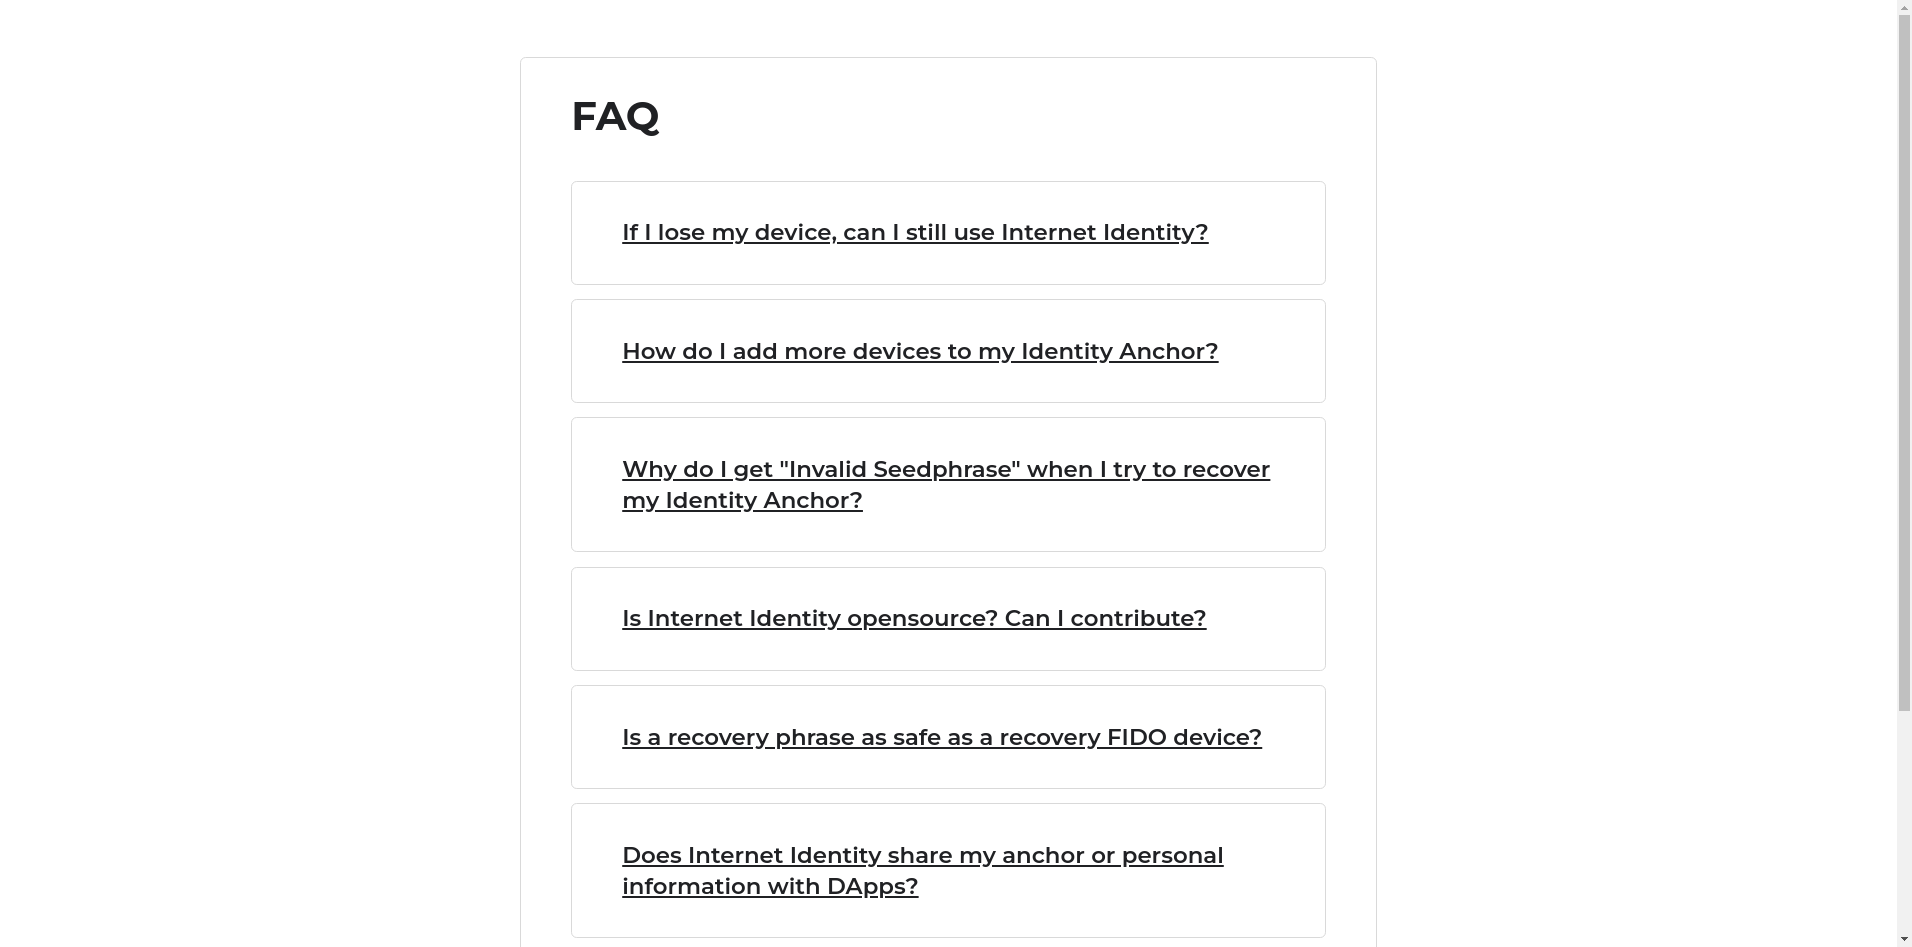 FAQ
If I lose my device, can I still use Internet Identity?
How do I add more devices to my Identity Anchor?
Why do I get "Invalid Seedphrase" when I try to recover
my Identity Anchor?
Is Internet Identity opensource? Can I contribute?
Is a recovery phrase as safe as a recovery FIDO device?
Does Internet Identity share my anchor or personal
information with DApps?